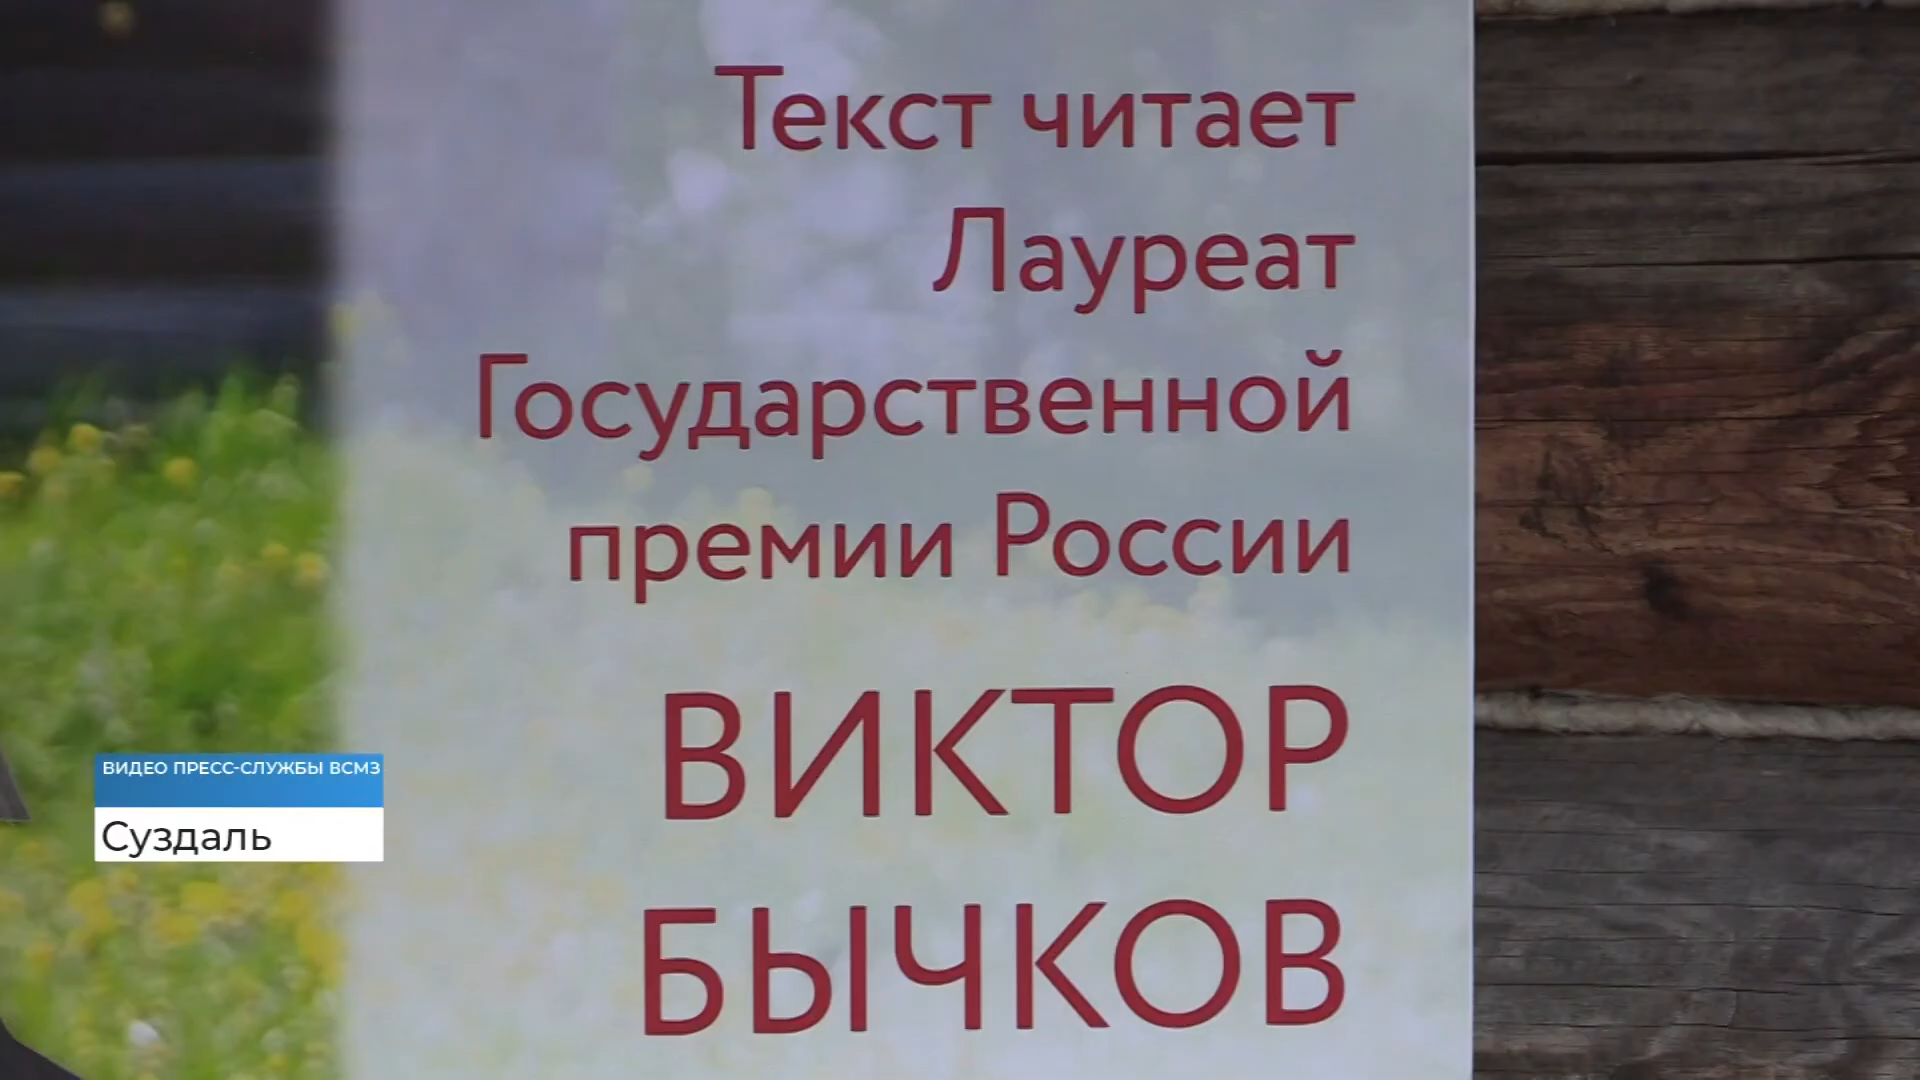 Текст читает
Лауреат
Государственной
премии России
ВИКТОР
БЫЧКОВ
ВИДЕО ПРЕСС-СЛУЖБЫ ВСМЗ
Суздаль